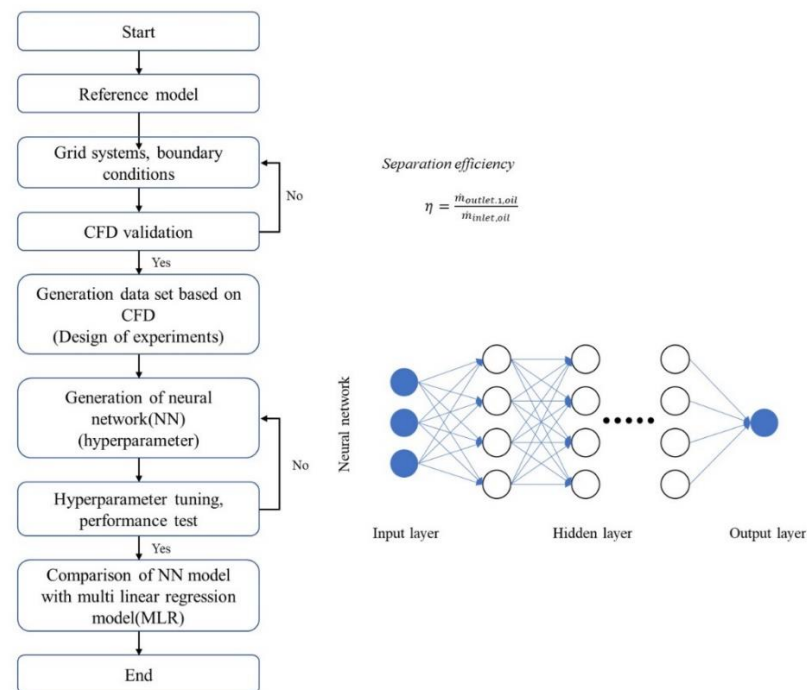 Start
Reference model
Grid systems, boundary
conditions
No
CFD validation
Yes
Generation data set based on
CFD
(Design of experiments)
Generation of neural
network(NN)
(hyperparameter)
No
Hyperparameter tuning,
performance test
Yes
Comparison of NN model
with multi linear regression
model(MLR)
End
Separation efficiency
η = ṁoutlet.1,oil / ṁinlet,oil
Neural network
Input layer
Hidden layer
Output layer